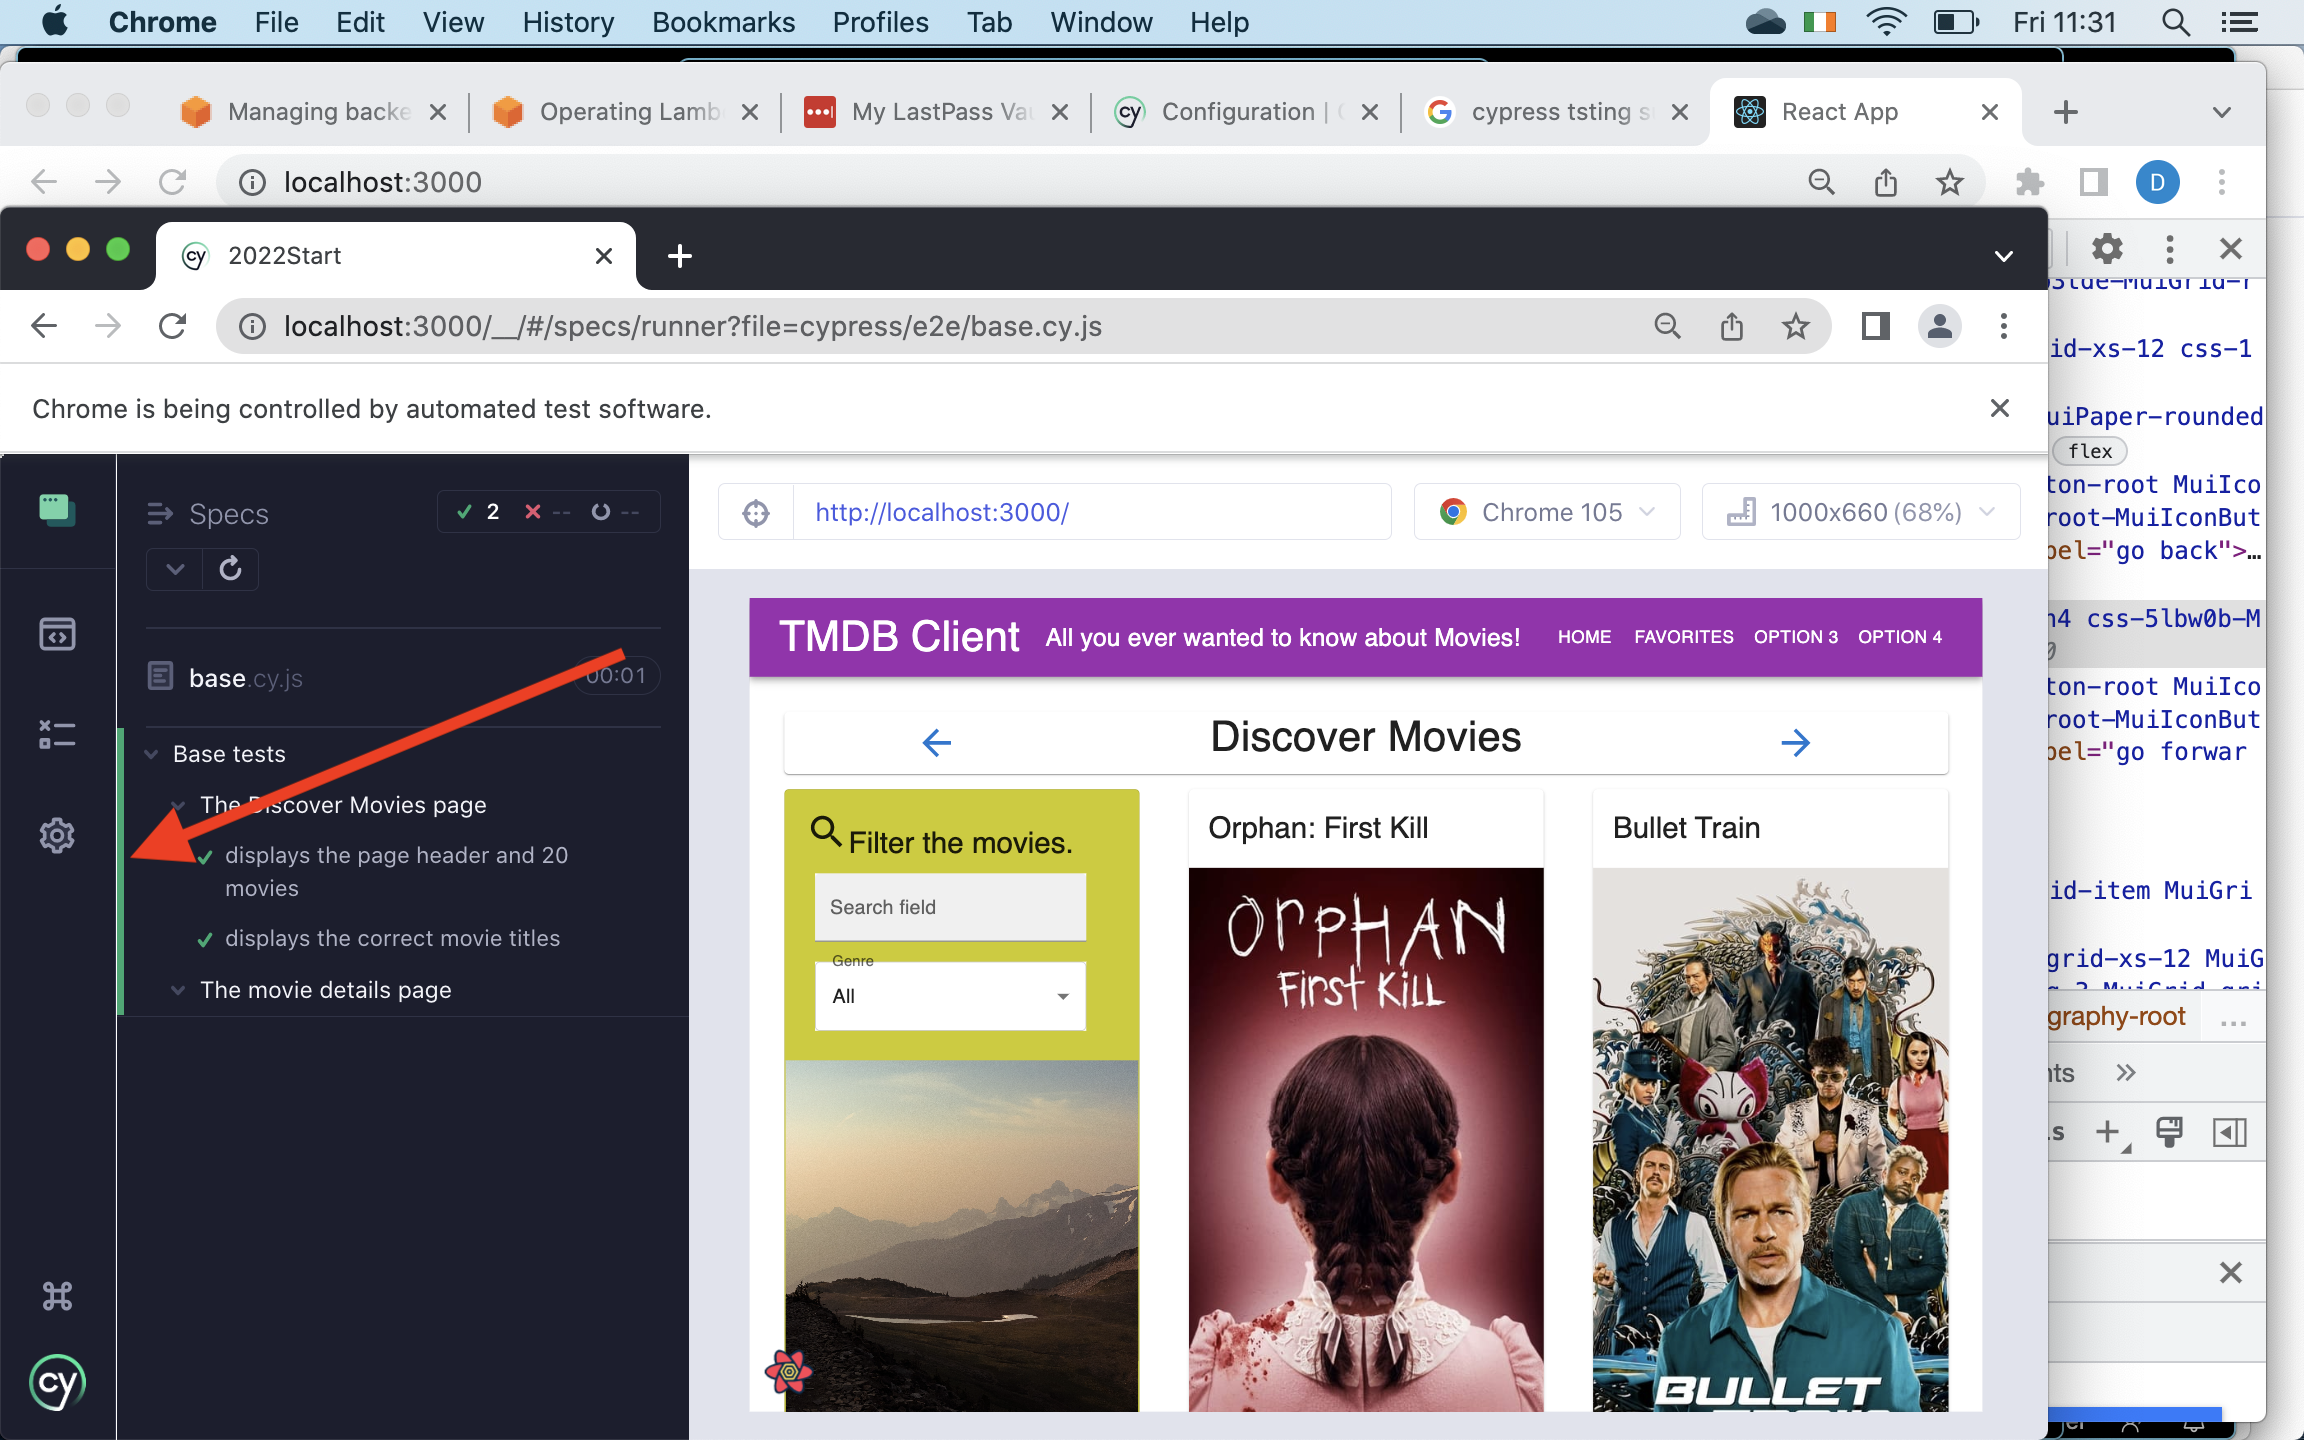 Chrome File Edit View History Bookmarks Profiles Tab Window Help Fri 11:31
Managing backe Operating Lamb My LastPass Va Configuration | cypress tsting s React App
localhost:3000 D
2022Start
localhost:3000/__/#/specs/runner?file=cypress/e2e/base.cy.js
Chrome is being controlled by automated test software.
Specs 2 -- --
base.cy.js 00:01
Base tests
The Discover Movies page
displays the page header and 20
movies
displays the correct movie titles
The movie details page
cy
http://localhost:3000/ Chrome 105 1000x660 (68%)
TMDB Client All you ever wanted to know about Movies! HOME FAVORITES OPTION 3 OPTION 4
Discover Movies
Filter the movies.
Search field
Genre
All
Orphan: First Kill
ORPHAN
First Kill
Bullet Train
BULLET
id-xs-12 css-1
uiPaper-rounded
flex
ton-root MuiIco
root-MuiIconBut
bel="go back">…
n4 css-5lbw0b-M
ton-root MuiIco
root-MuiIconBut
bel="go forwar
id-item MuiGri
grid-xs-12 MuiG
graphy-root ...
nts
.s